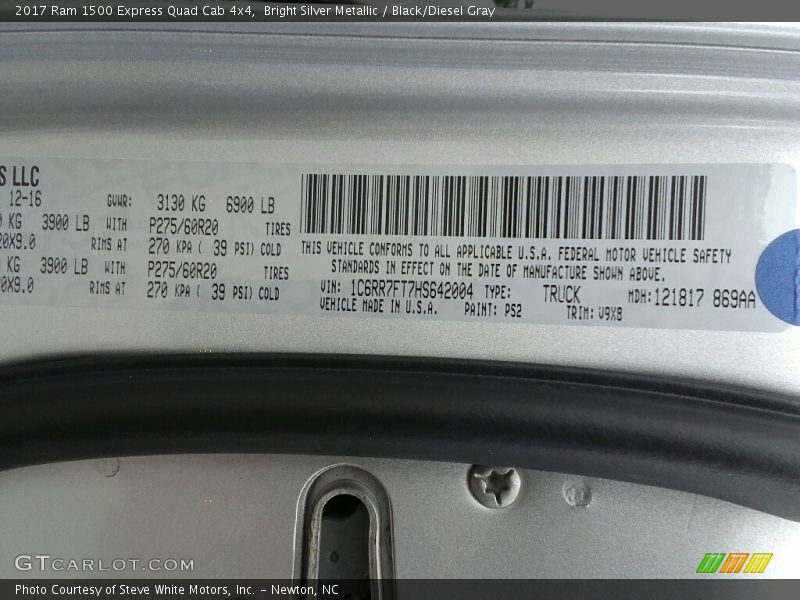 2017 Ram 1500 Express Quad Cab 4x4,  Bright Silver Metallic / Black/Diesel Gray
S LLC
12-16 GVWR: 3130 KG 6900 LB
KG 3900 LB WITH P275/60R20 TIRES
20X9.0 RIMS AT 270 KPA ( 39 PSI) COLD
KG 3900 LB WITH P275/60R20 TIRES
0X9.0 RIMS AT 270 KPA ( 39 PSI) COLD
THIS VEHICLE CONFORMS TO ALL APPLICABLE U.S.A. FEDERAL MOTOR VEHICLE SAFETY
STANDARDS IN EFFECT ON THE DATE OF MANUFACTURE SHOWN ABOVE.
VIN: 1C6RR7FT7HS642004 TYPE: TRUCK MDH:121817 869AA
VEHICLE MADE IN U.S.A. PAINT: PS2 TRIM: V9X8
GTCARLOT.COM
Photo Courtesy of Steve White Motors, Inc. – Newton, NC